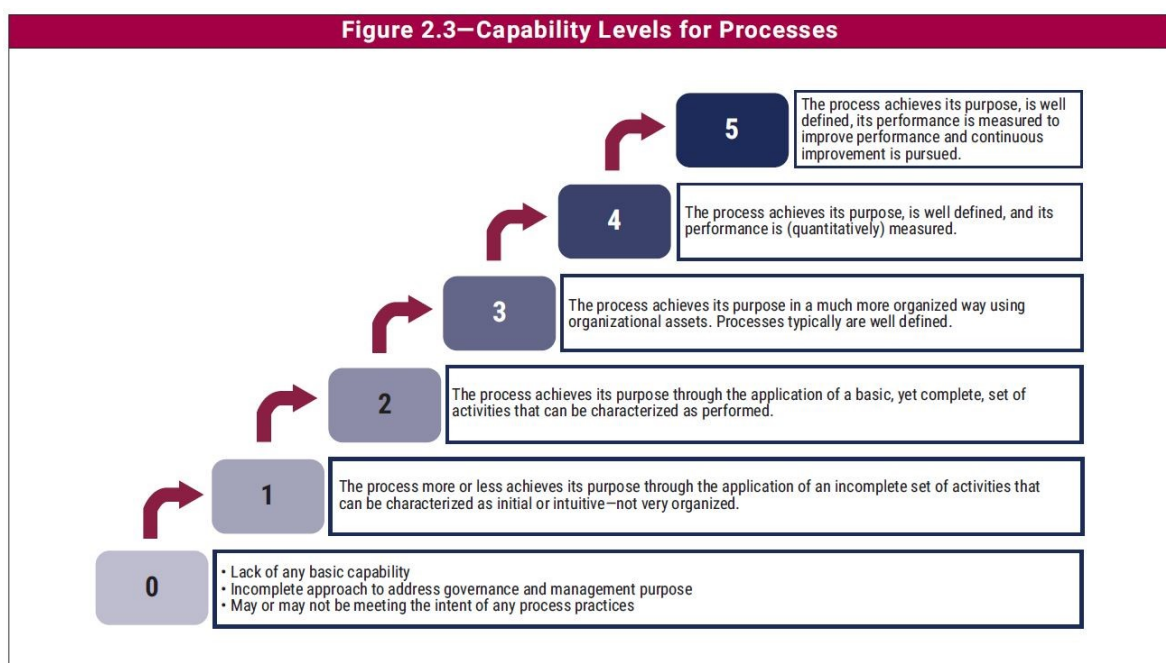 Figure 2.3—Capability Levels for Processes
5
The process achieves its purpose, is well
defined, its performance is measured to
improve performance and continuous
improvement is pursued.
4
The process achieves its purpose, is well defined, and its
performance is (quantitatively) measured.
3
The process achieves its purpose in a much more organized way using
organizational assets. Processes typically are well defined.
2
The process achieves its purpose through the application of a basic, yet complete, set of
activities that can be characterized as performed.
1
The process more or less achieves its purpose through the application of an incomplete set of activities that
can be characterized as initial or intuitive—not very organized.
0
• Lack of any basic capability
• Incomplete approach to address governance and management purpose
• May or may not be meeting the intent of any process practices